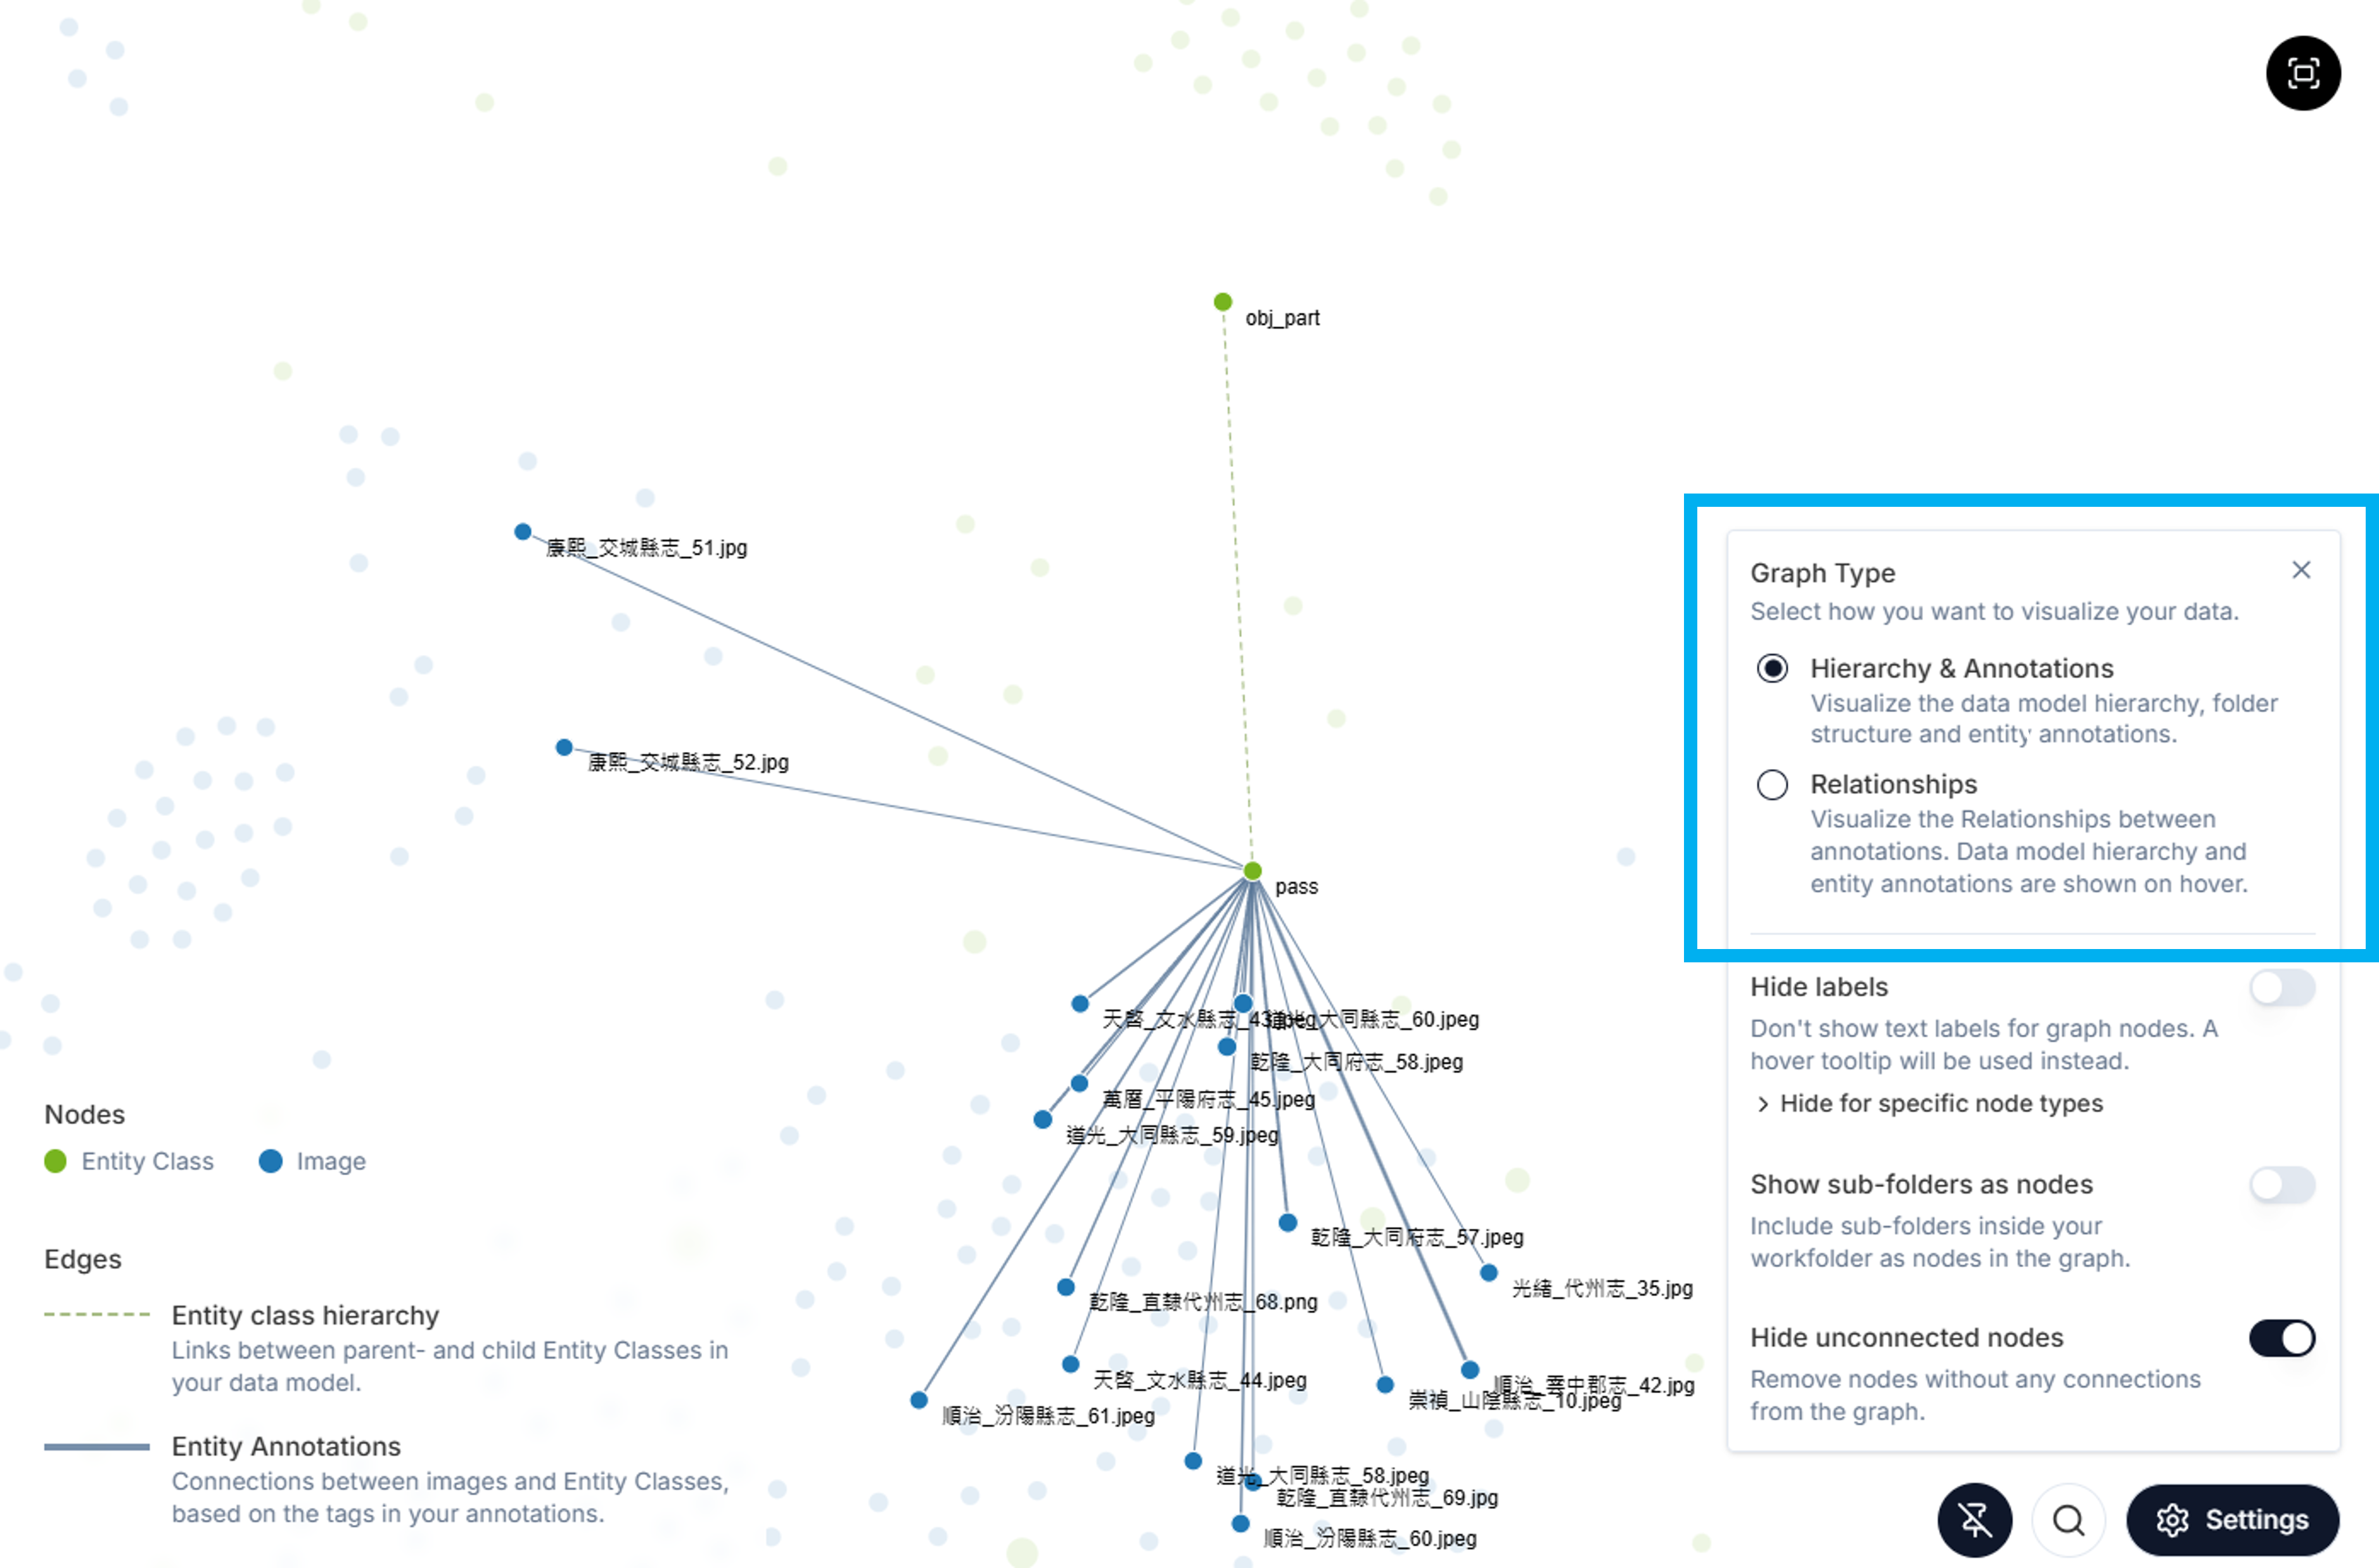 obj_part
康熙_交城縣志_51.jpg
康熙_交城縣志_52.jpg
pass
天啓_文水縣志_43.jpeg
道光_大同縣志_60.jpeg
乾隆_大同府志_58.jpeg
萬曆_平陽府志_45.jpeg
道光_大同縣志_59.jpeg
乾隆_大同府志_57.jpeg
光緒_代州志_35.jpg
乾隆_直隸代州志_68.png
天啓_文水縣志_44.jpeg
順治_雲中郡志_42.jpg
崇禎_山陰縣志_10.jpeg
順治_汾陽縣志_61.jpeg
道光_大同縣志_58.jpeg
乾隆_直隸代州志_69.jpg
順治_汾陽縣志_60.jpeg
Nodes
Entity Class
Image
Edges
Entity class hierarchy
Links between parent- and child Entity Classes in
your data model.
Entity Annotations
Connections between images and Entity Classes,
based on the tags in your annotations.
Graph Type
Select how you want to visualize your data.
Hierarchy & Annotations
Visualize the data model hierarchy, folder
structure and entity annotations.
Relationships
Visualize the Relationships between
annotations. Data model hierarchy and
entity annotations are shown on hover.
Hide labels
Don't show text labels for graph nodes. A
hover tooltip will be used instead.
Hide for specific node types
Show sub-folders as nodes
Include sub-folders inside your
workfolder as nodes in the graph.
Hide unconnected nodes
Remove nodes without any connections
from the graph.
Settings